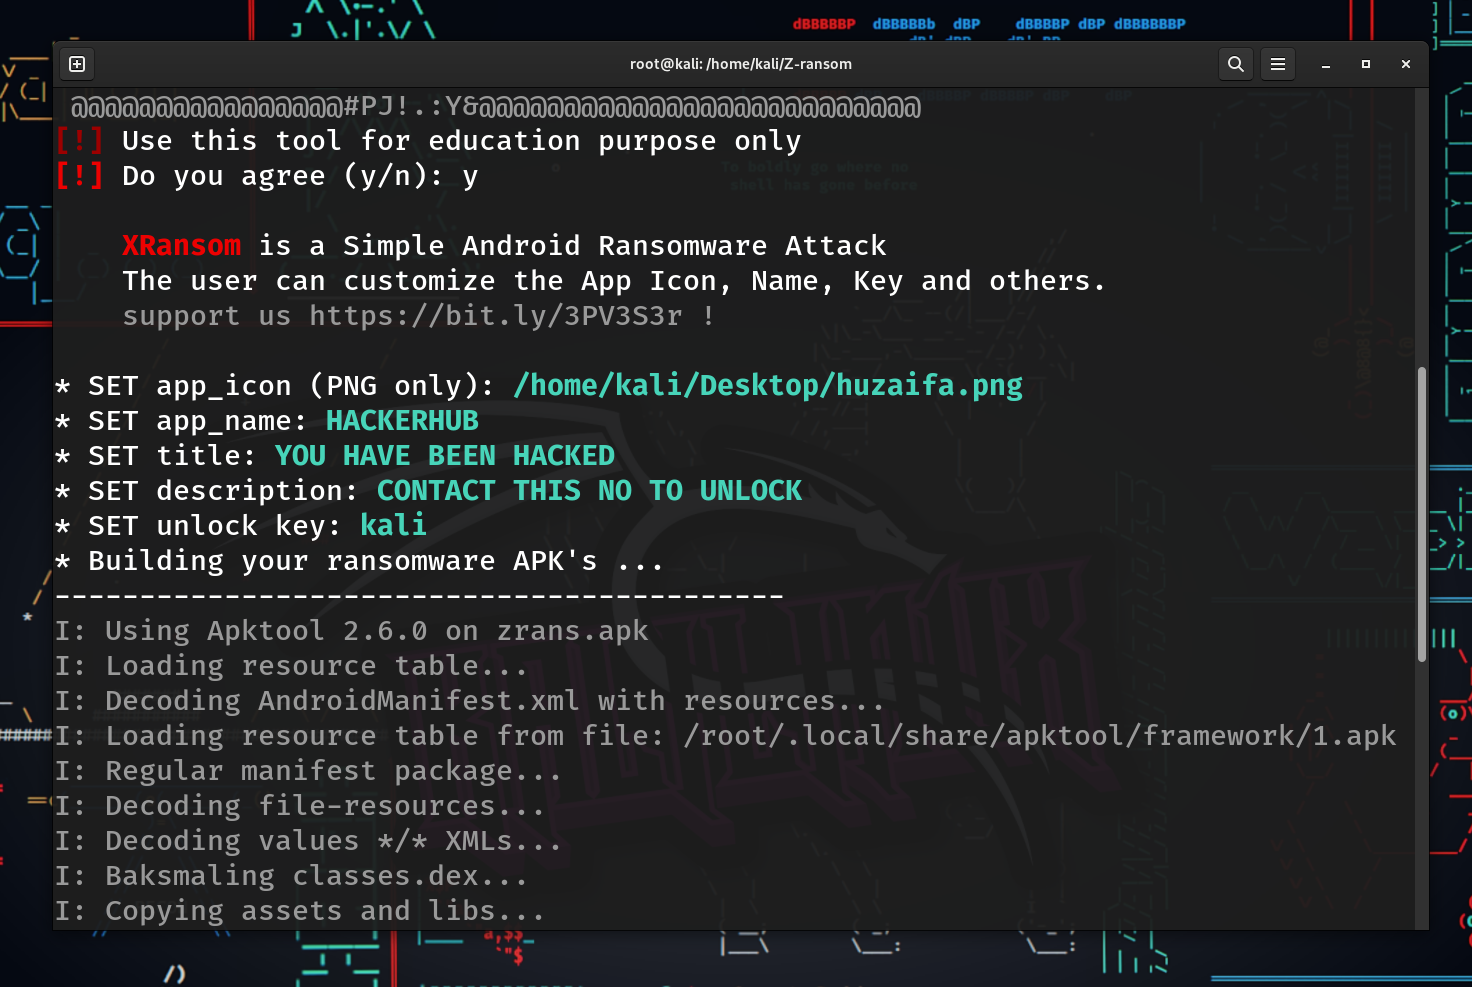 root@kali: /home/kali/Z-ransom
@@@@@@@@@@@@@@@@#PJ!.:Y&@@@@@@@@@@@@@@@@@@@@@@@@@@
[!] Use this tool for education purpose only
[!] Do you agree (y/n): y
XRansom is a Simple Android Ransomware Attack
The user can customize the App Icon, Name, Key and others.
support us https://bit.ly/3PV3S3r !
* SET app_icon (PNG only): /home/kali/Desktop/huzaifa.png
* SET app_name: HACKERHUB
* SET title: YOU HAVE BEEN HACKED
* SET description: CONTACT THIS NO TO UNLOCK
* SET unlock key: kali
* Building your ransomware APK's ...
-------------------------------------------
I: Using Apktool 2.6.0 on zrans.apk
I: Loading resource table...
I: Decoding AndroidManifest.xml with resources...
I: Loading resource table from file: /root/.local/share/apktool/framework/1.apk
I: Regular manifest package...
I: Decoding file-resources...
I: Decoding values */* XMLs...
I: Baksmaling classes.dex...
I: Copying assets and libs...